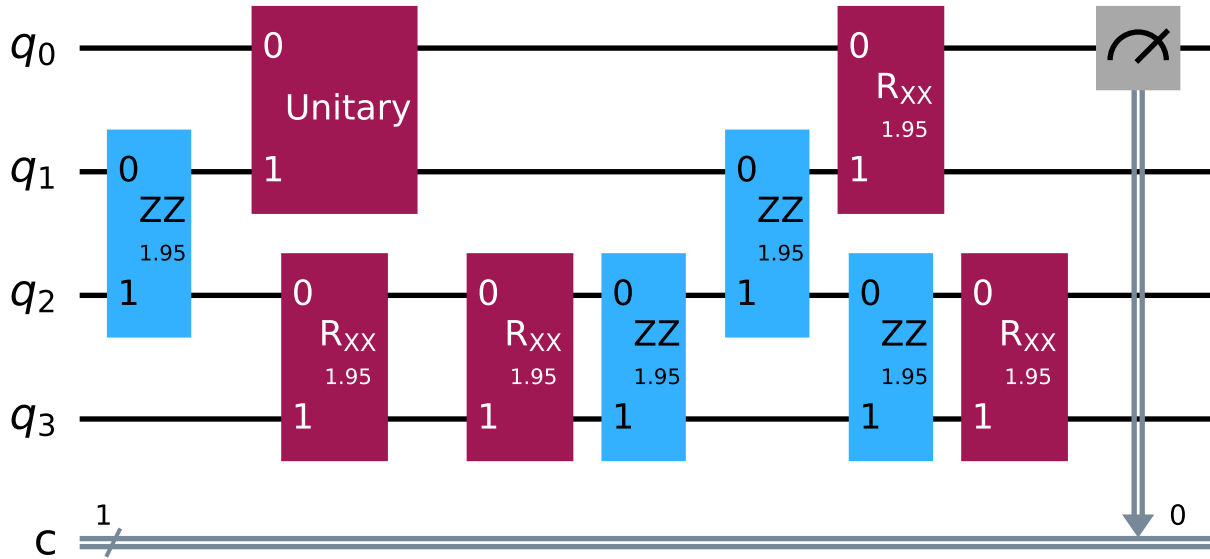 q0 0 Unitary 0 RXX 1.95
q1 0 ZZ 1.95 1 0 ZZ 1.95 1
q2 1 0 RXX 1.95 0 RXX 1.95 0 ZZ 1.95 1 0 ZZ 1.95 0 RXX 1.95
q3 1 1 1 1 1
c 1 0